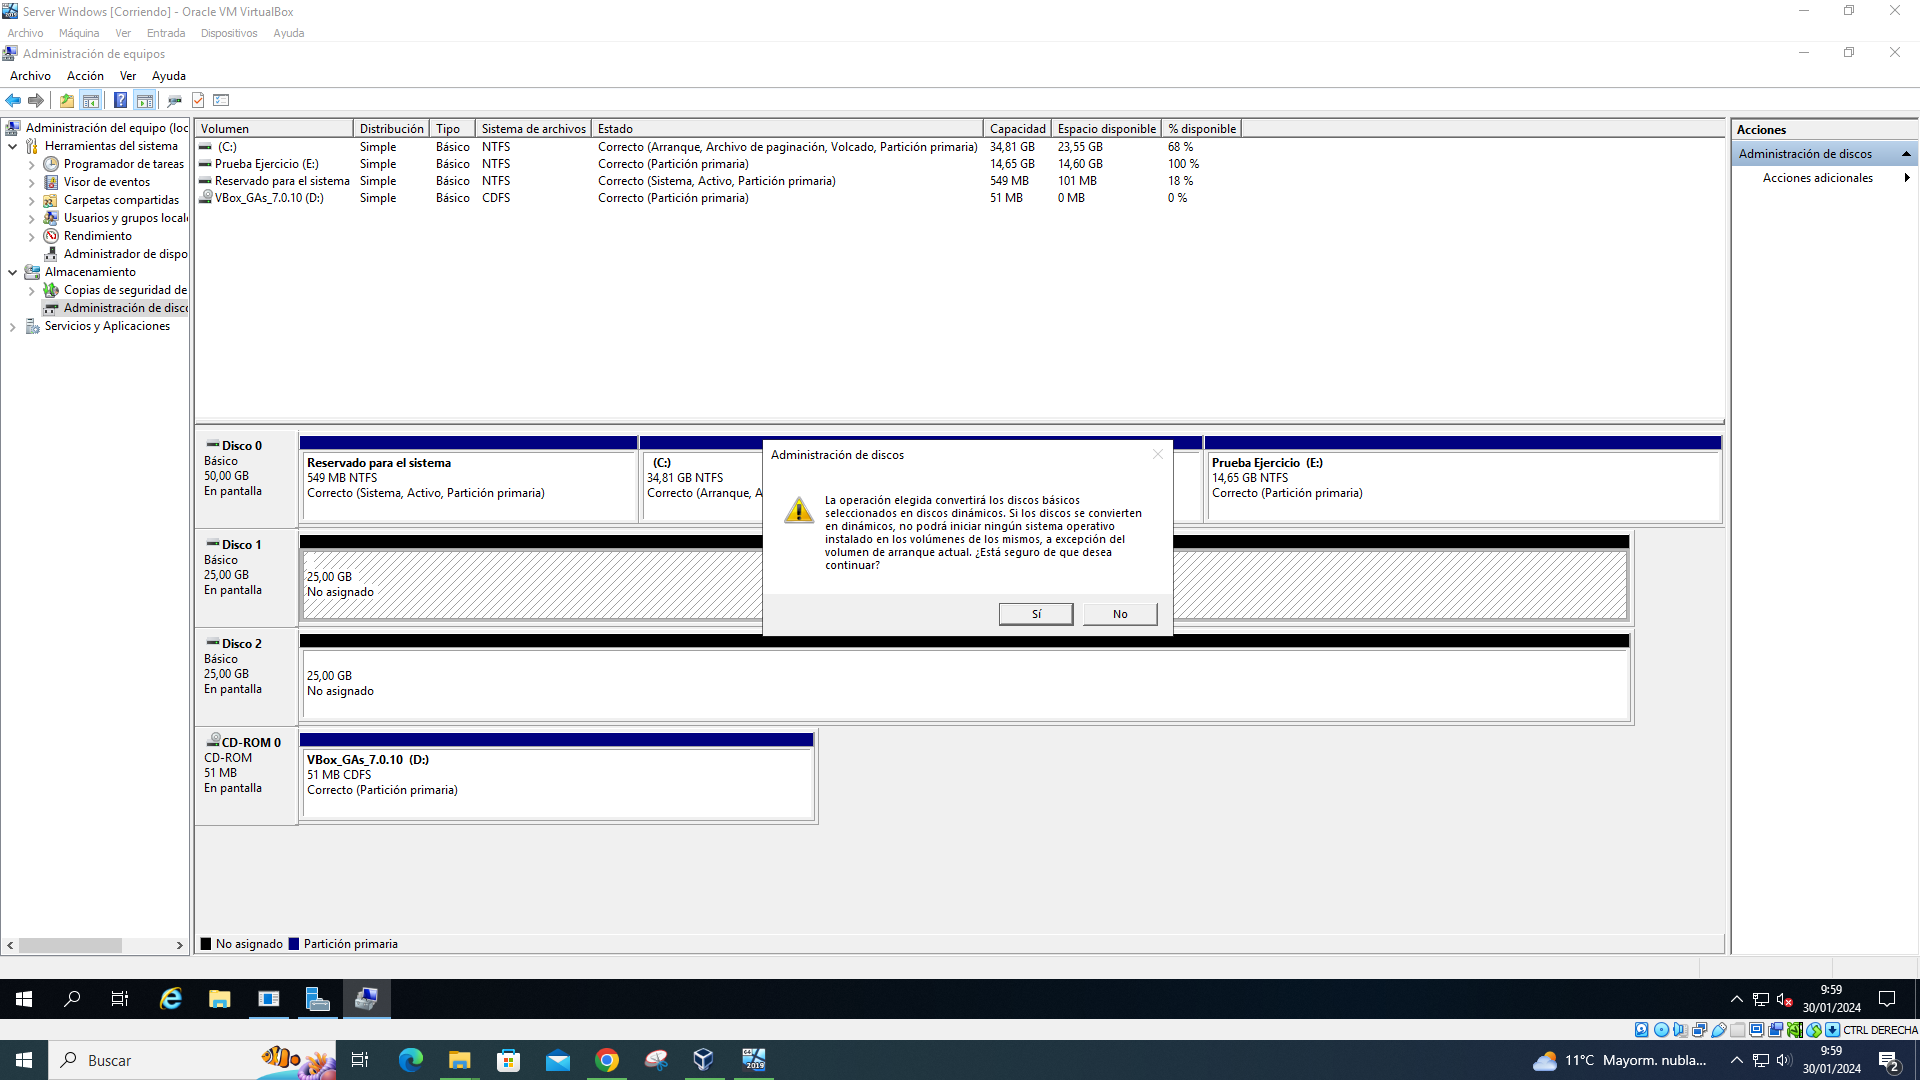 Server Windows [Corriendo] - Oracle VM VirtualBox
Archivo Máquina Ver Entrada Dispositivos Ayuda
Administración de equipos
Archivo Acción Ver Ayuda
Administración del equipo (loc
Herramientas del sistema
Programador de tareas
Visor de eventos
Carpetas compartidas
Usuarios y grupos local
Rendimiento
Administrador de dispo
Almacenamiento
Copias de seguridad de
Administración de disc
Servicios y Aplicaciones
Volumen Distribución Tipo Sistema de archivos Estado Capacidad Espacio disponible % disponible
(C:) Simple Básico NTFS Correcto (Arranque, Archivo de paginación, Volcado, Partición primaria) 34,81 GB 23,55 GB 68 %
Prueba Ejercicio (E:) Simple Básico NTFS Correcto (Partición primaria) 14,65 GB 14,60 GB 100 %
Reservado para el sistema Simple Básico NTFS Correcto (Sistema, Activo, Partición primaria) 549 MB 101 MB 18 %
VBox_GAs_7.0.10 (D:) Simple Básico CDFS Correcto (Partición primaria) 51 MB 0 MB 0 %
Acciones
Administración de discos
Acciones adicionales
Disco 0
Básico
50,00 GB
En pantalla
Reservado para el sistema
549 MB NTFS
Correcto (Sistema, Activo, Partición primaria)
(C:)
34,81 GB NTFS
Correcto (Arranque, A
Prueba Ejercicio (E:)
14,65 GB NTFS
Correcto (Partición primaria)
Administración de discos
La operación elegida convertirá los discos básicos
seleccionados en discos dinámicos. Si los discos se convierten
en dinámicos, no podrá iniciar ningún sistema operativo
instalado en los volúmenes de los mismos, a excepción del
volumen de arranque actual. ¿Está seguro de que desea
continuar?
Sí No
Disco 1
Básico
25,00 GB
En pantalla
25,00 GB
No asignado
Disco 2
Básico
25,00 GB
En pantalla
25,00 GB
No asignado
CD-ROM 0
CD-ROM
51 MB
En pantalla
VBox_GAs_7.0.10 (D:)
51 MB CDFS
Correcto (Partición primaria)
No asignado Partición primaria
9:59
30/01/2024
CTRL DERECHA
Buscar
64
2019
11°C Mayorm. nubla...
9:59
30/01/2024
2